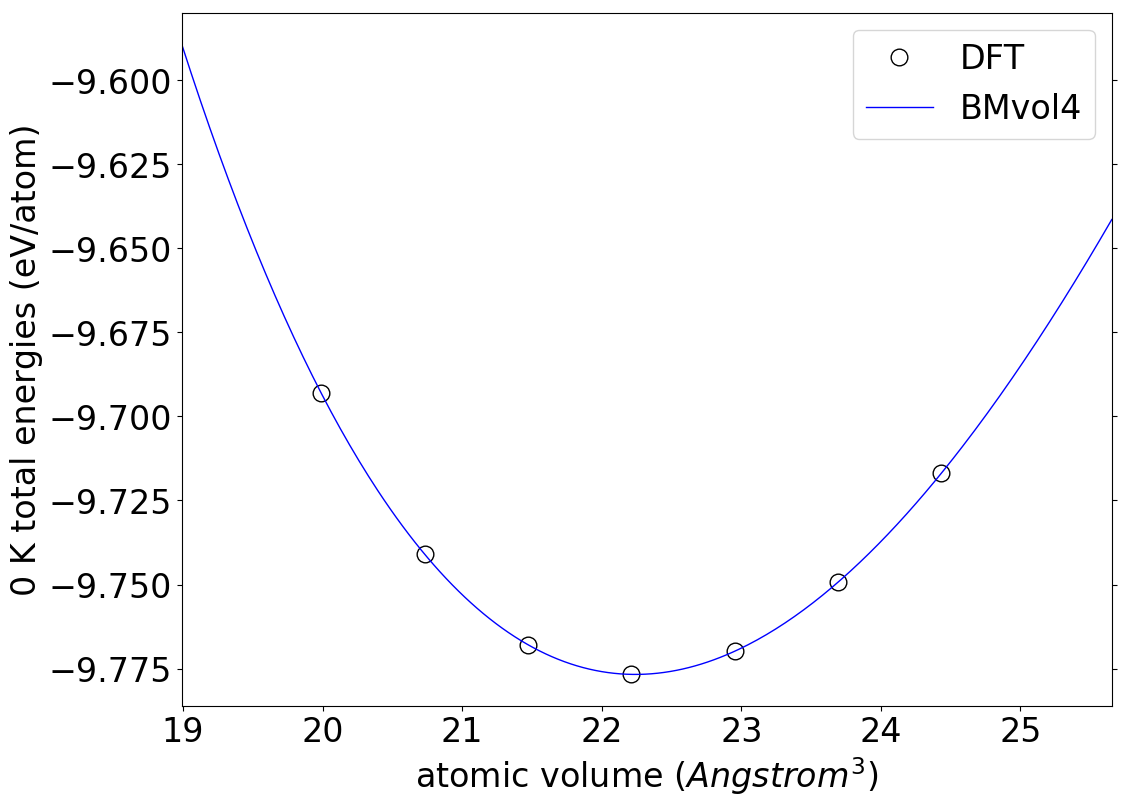 DFT
BMvol4
0 K total energies (eV/atom)
−9.600
−9.625
−9.650
−9.675
−9.700
−9.725
−9.750
−9.775
19 20 21 22 23 24 25
atomic volume (Angstrom³)